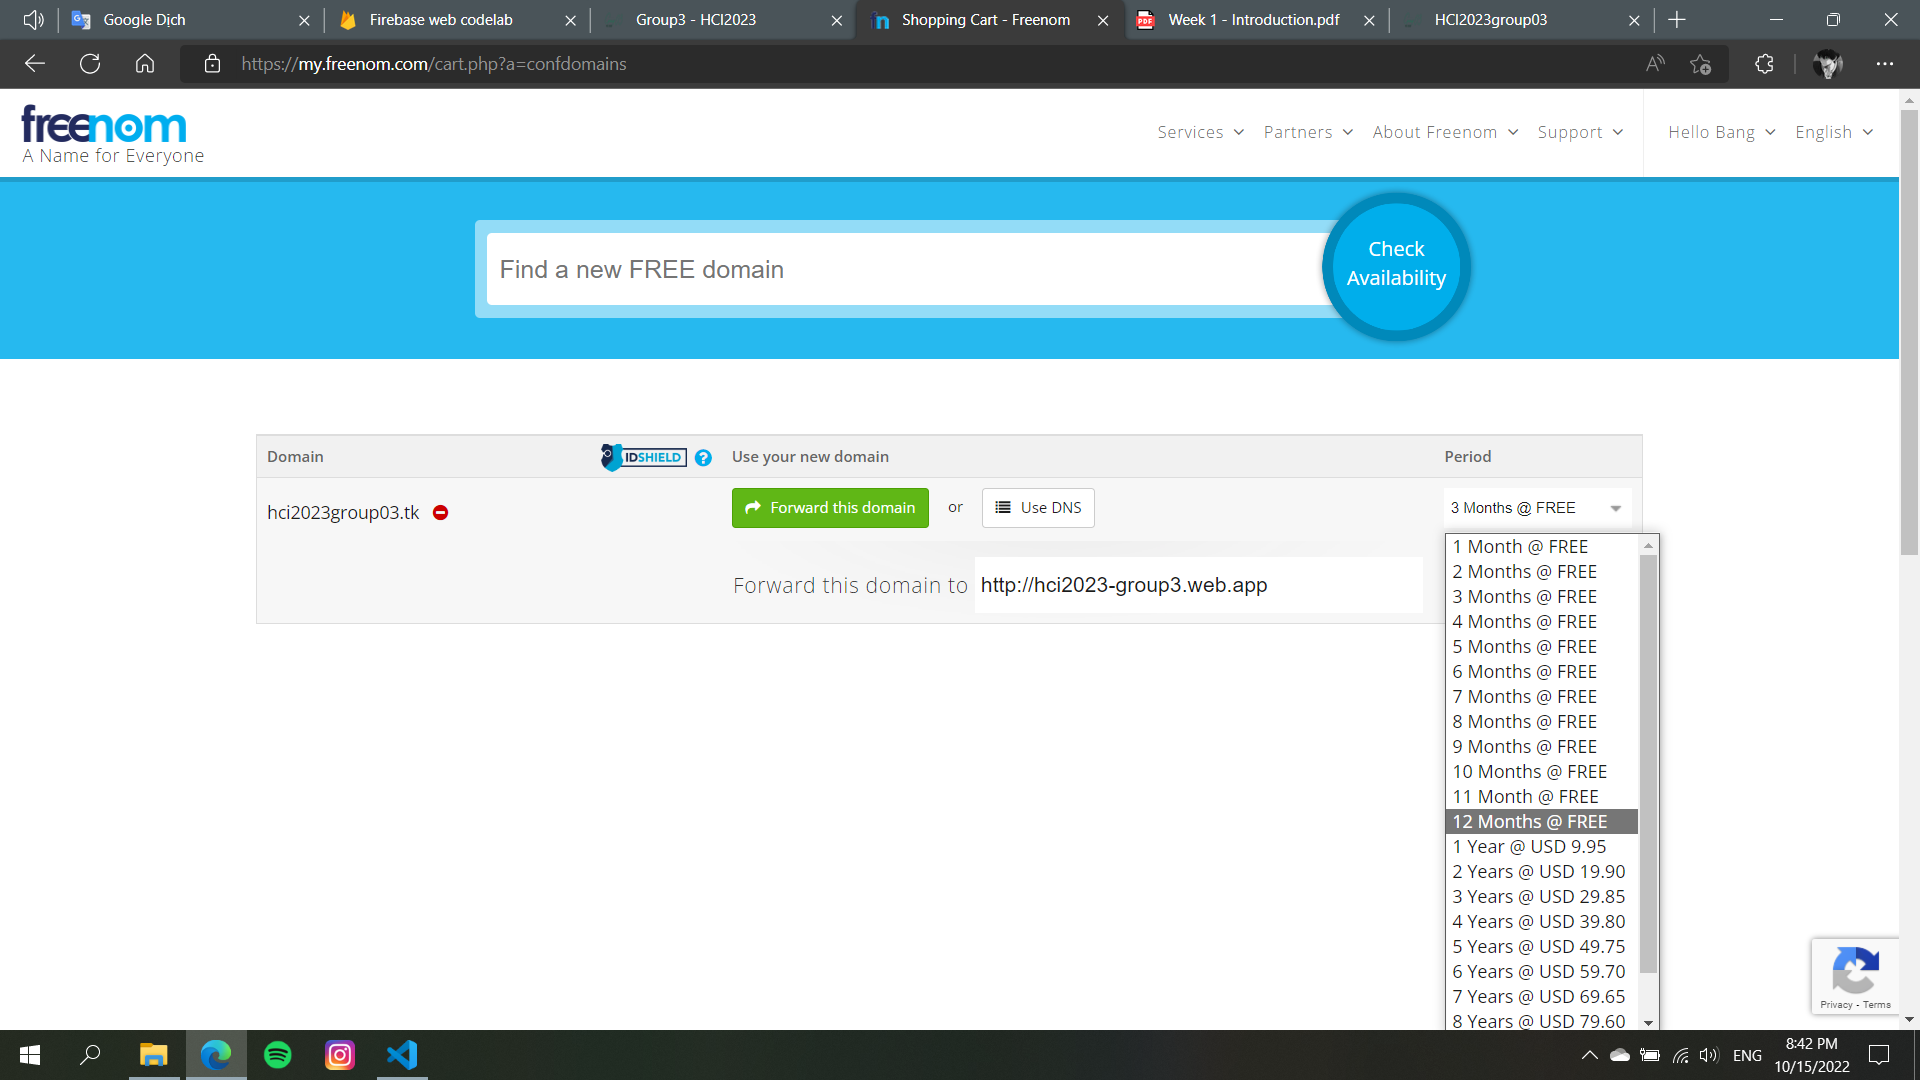 Google Dịch
Firebase web codelab
Group3 - HCI2023
Shopping Cart - Freenom
Week 1 - Introduction.pdf
HCI2023group03
https://my.freenom.com/cart.php?a=confdomains
freenom
A Name for Everyone
Services
Partners
About Freenom
Support
Hello Bang
English
Find a new FREE domain
Check
Availability
Domain
IDSHIELD
Use your new domain
Period
hci2023group03.tk
Forward this domain
or
Use DNS
3 Months @ FREE
Forward this domain to
http://hci2023-group3.web.app
1 Month @ FREE
2 Months @ FREE
3 Months @ FREE
4 Months @ FREE
5 Months @ FREE
6 Months @ FREE
7 Months @ FREE
8 Months @ FREE
9 Months @ FREE
10 Months @ FREE
11 Month @ FREE
12 Months @ FREE
1 Year @ USD 9.95
2 Years @ USD 19.90
3 Years @ USD 29.85
4 Years @ USD 39.80
5 Years @ USD 49.75
6 Years @ USD 59.70
7 Years @ USD 69.65
8 Years @ USD 79.60
Privacy - Terms
ENG
8:42 PM
10/15/2022